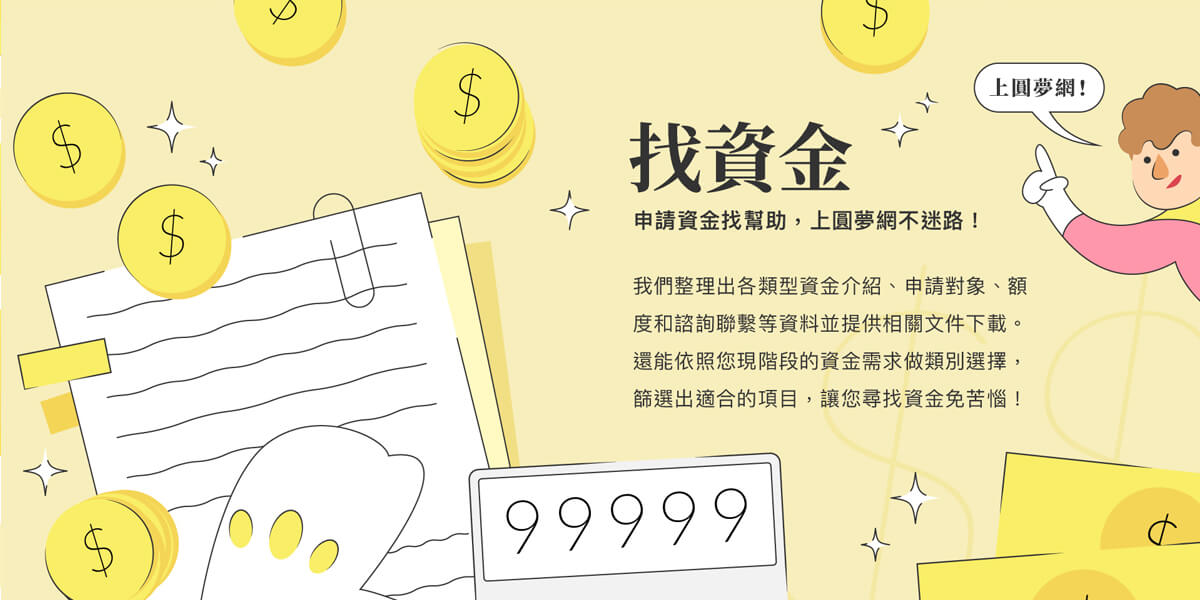 上圓夢網！
找資金
申請資金找幫助，上圓夢網不迷路！
我們整理出各類型資金介紹、申請對象、額
度和諮詢聯繫等資料並提供相關文件下載。
還能依照您現階段的資金需求做類別選擇，
篩選出適合的項目，讓您尋找資金免苦惱！
$
$
$
$
$
$
99999
¢